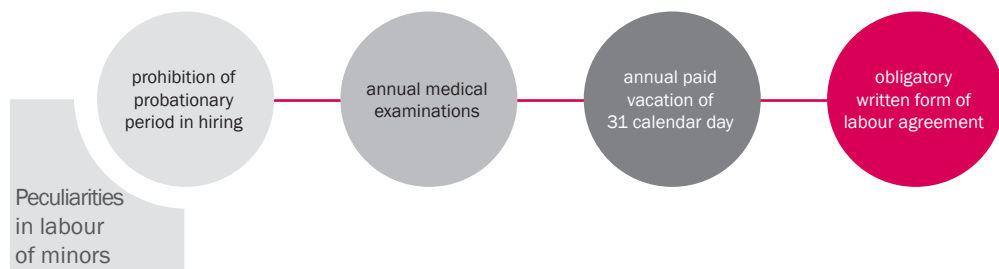 prohibition of
probationary
period in hiring
annual medical
examinations
annual paid
vacation of
31 calendar day
obligatory
written form of
labour agreement
Peculiarities
in labour
of minors